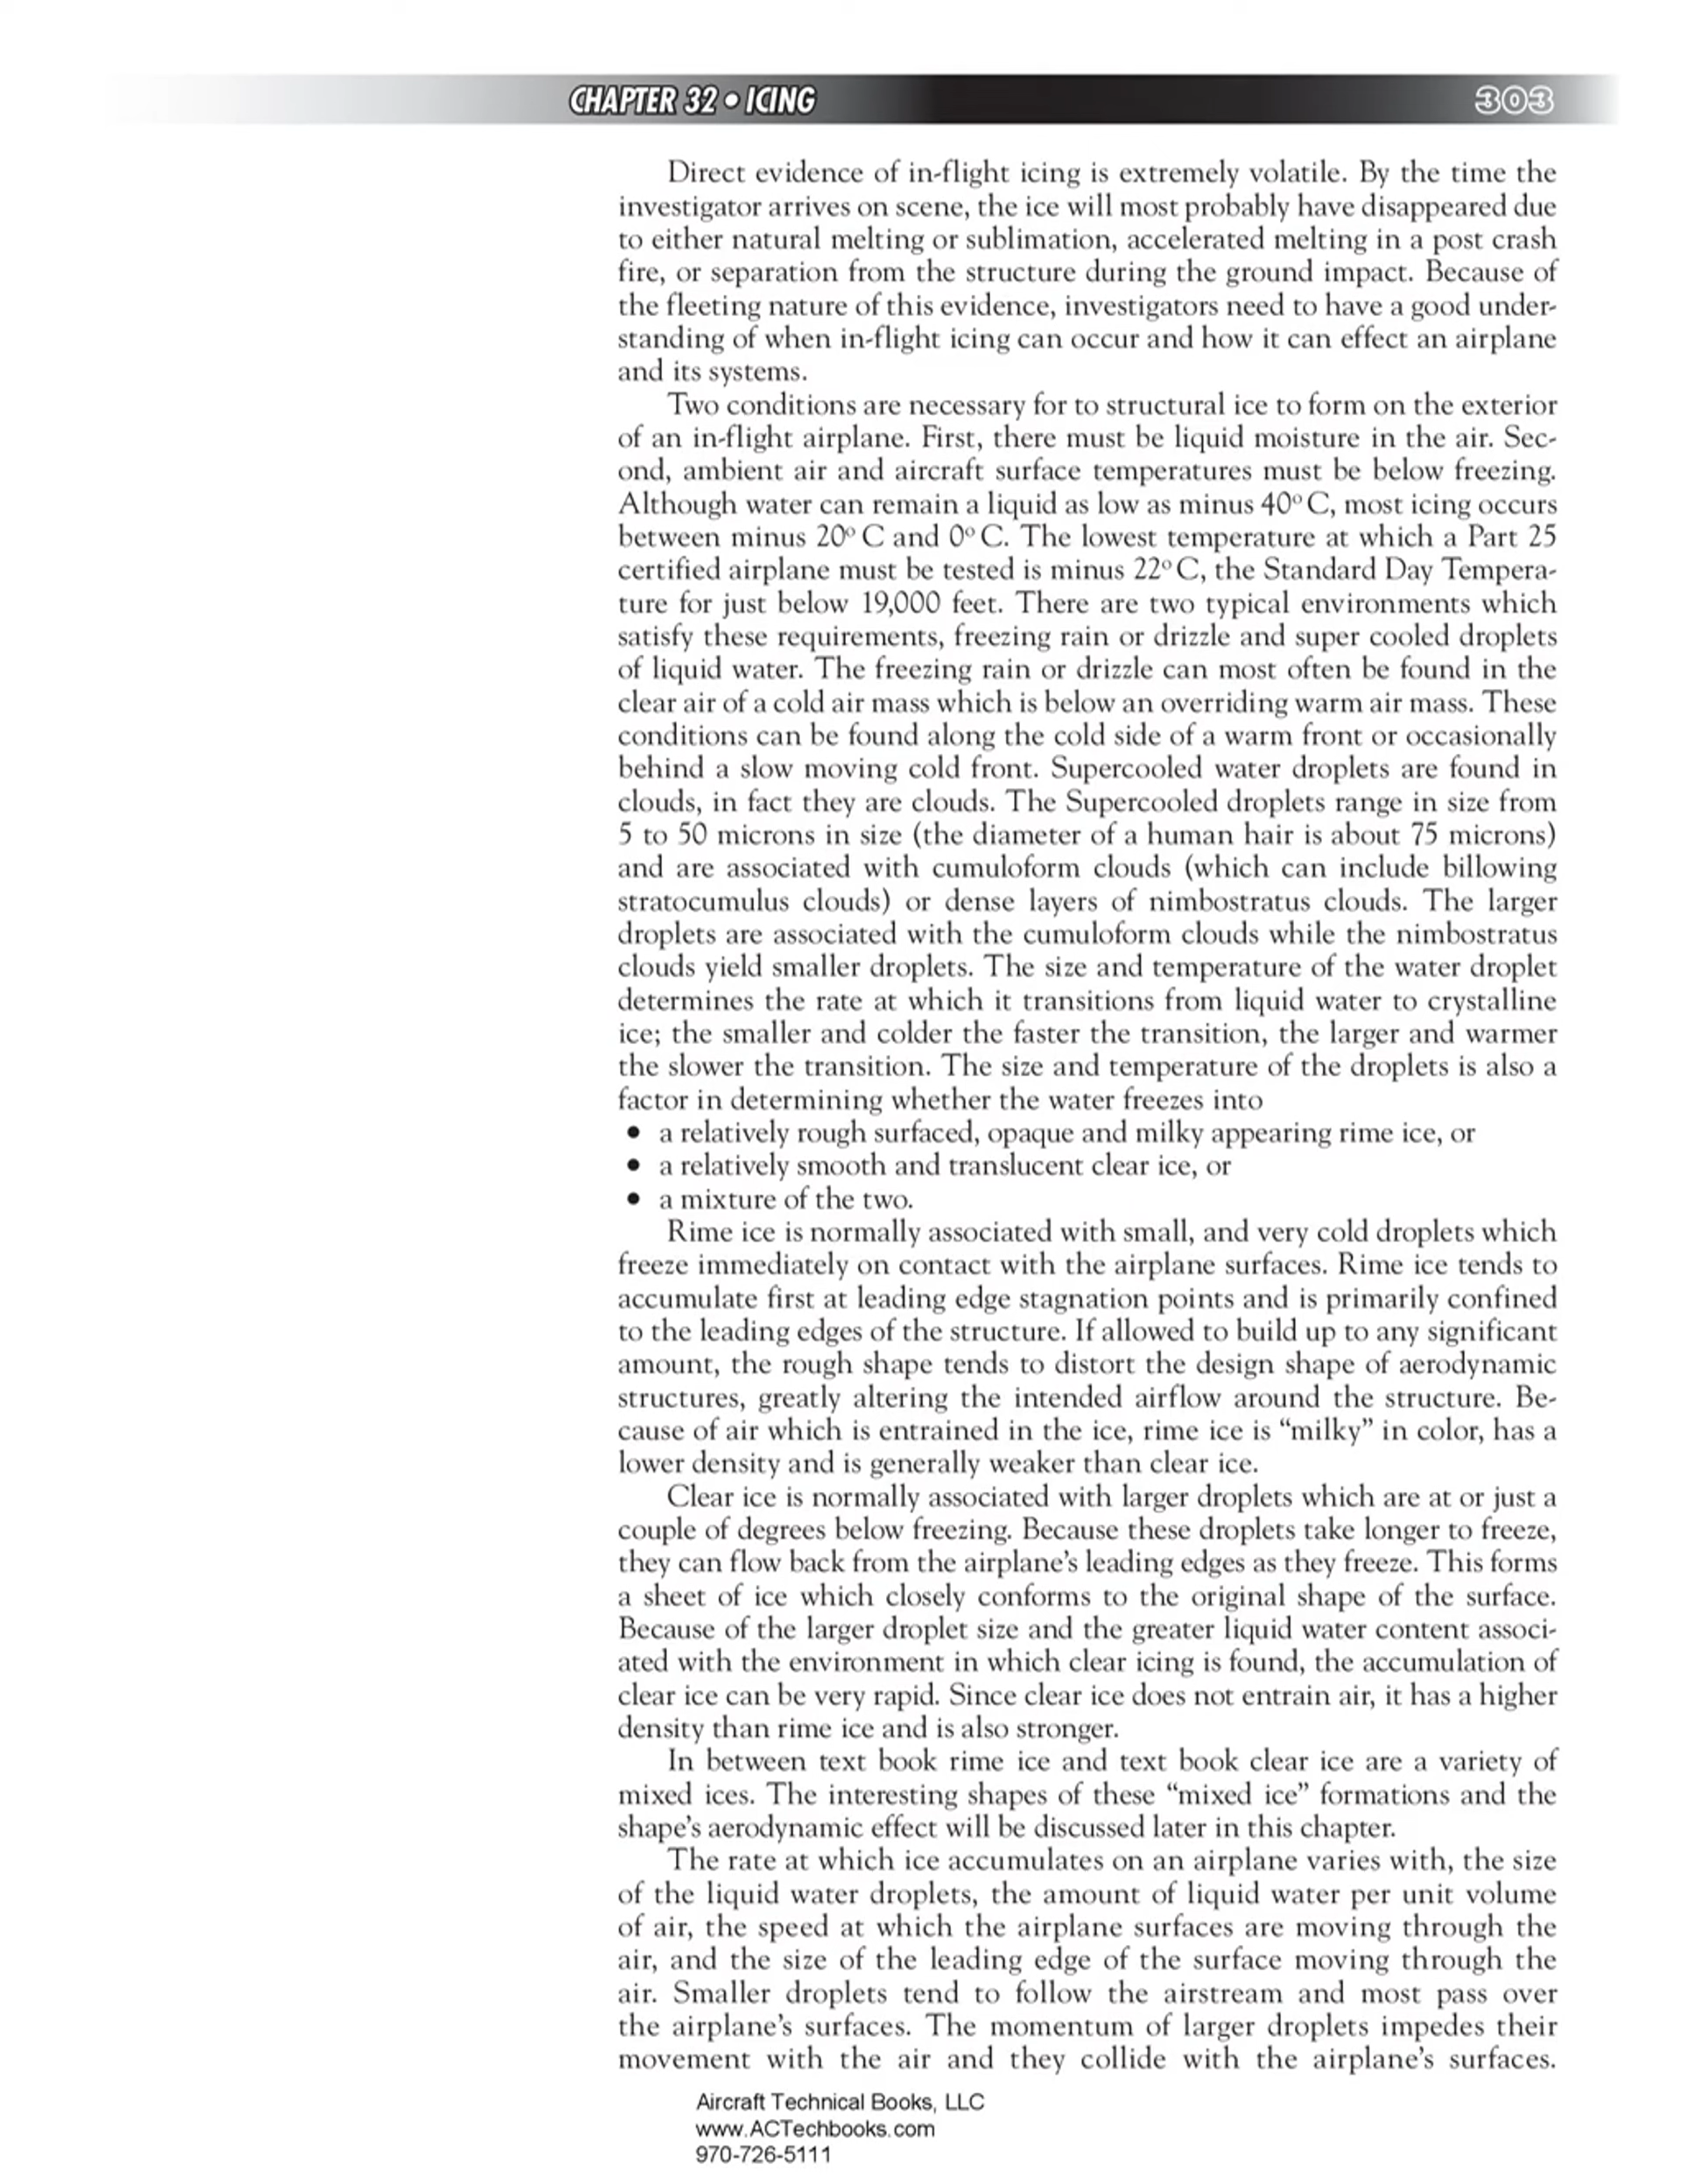 CHAPTER 32 • ICING 303
Direct evidence of in-flight icing is extremely volatile. By the time the
investigator arrives on scene, the ice will most probably have disappeared due
to either natural melting or sublimation, accelerated melting in a post crash
fire, or separation from the structure during the ground impact. Because of
the fleeting nature of this evidence, investigators need to have a good under-
standing of when in-flight icing can occur and how it can effect an airplane
and its systems.
Two conditions are necessary for to structural ice to form on the exterior
of an in-flight airplane. First, there must be liquid moisture in the air. Sec-
ond, ambient air and aircraft surface temperatures must be below freezing.
Although water can remain a liquid as low as minus 40º C, most icing occurs
between minus 20º C and 0º C. The lowest temperature at which a Part 25
certified airplane must be tested is minus 22º C, the Standard Day Tempera-
ture for just below 19,000 feet. There are two typical environments which
satisfy these requirements, freezing rain or drizzle and super cooled droplets
of liquid water. The freezing rain or drizzle can most often be found in the
clear air of a cold air mass which is below an overriding warm air mass. These
conditions can be found along the cold side of a warm front or occasionally
behind a slow moving cold front. Supercooled water droplets are found in
clouds, in fact they are clouds. The Supercooled droplets range in size from
5 to 50 microns in size (the diameter of a human hair is about 75 microns)
and are associated with cumuloform clouds (which can include billowing
stratocumulus clouds) or dense layers of nimbostratus clouds. The larger
droplets are associated with the cumuloform clouds while the nimbostratus
clouds yield smaller droplets. The size and temperature of the water droplet
determines the rate at which it transitions from liquid water to crystalline
ice; the smaller and colder the faster the transition, the larger and warmer
the slower the transition. The size and temperature of the droplets is also a
factor in determining whether the water freezes into
• a relatively rough surfaced, opaque and milky appearing rime ice, or
• a relatively smooth and translucent clear ice, or
• a mixture of the two.
Rime ice is normally associated with small, and very cold droplets which
freeze immediately on contact with the airplane surfaces. Rime ice tends to
accumulate first at leading edge stagnation points and is primarily confined
to the leading edges of the structure. If allowed to build up to any significant
amount, the rough shape tends to distort the design shape of aerodynamic
structures, greatly altering the intended airflow around the structure. Be-
cause of air which is entrained in the ice, rime ice is “milky” in color, has a
lower density and is generally weaker than clear ice.
Clear ice is normally associated with larger droplets which are at or just a
couple of degrees below freezing. Because these droplets take longer to freeze,
they can flow back from the airplane’s leading edges as they freeze. This forms
a sheet of ice which closely conforms to the original shape of the surface.
Because of the larger droplet size and the greater liquid water content associ-
ated with the environment in which clear icing is found, the accumulation of
clear ice can be very rapid. Since clear ice does not entrain air, it has a higher
density than rime ice and is also stronger.
In between text book rime ice and text book clear ice are a variety of
mixed ices. The interesting shapes of these “mixed ice” formations and the
shape’s aerodynamic effect will be discussed later in this chapter.
The rate at which ice accumulates on an airplane varies with, the size
of the liquid water droplets, the amount of liquid water per unit volume
of air, the speed at which the airplane surfaces are moving through the
air, and the size of the leading edge of the surface moving through the
air. Smaller droplets tend to follow the airstream and most pass over
the airplane’s surfaces. The momentum of larger droplets impedes their
movement with the air and they collide with the airplane’s surfaces.
Aircraft Technical Books, LLC
www.ACTechbooks.com
970-726-5111